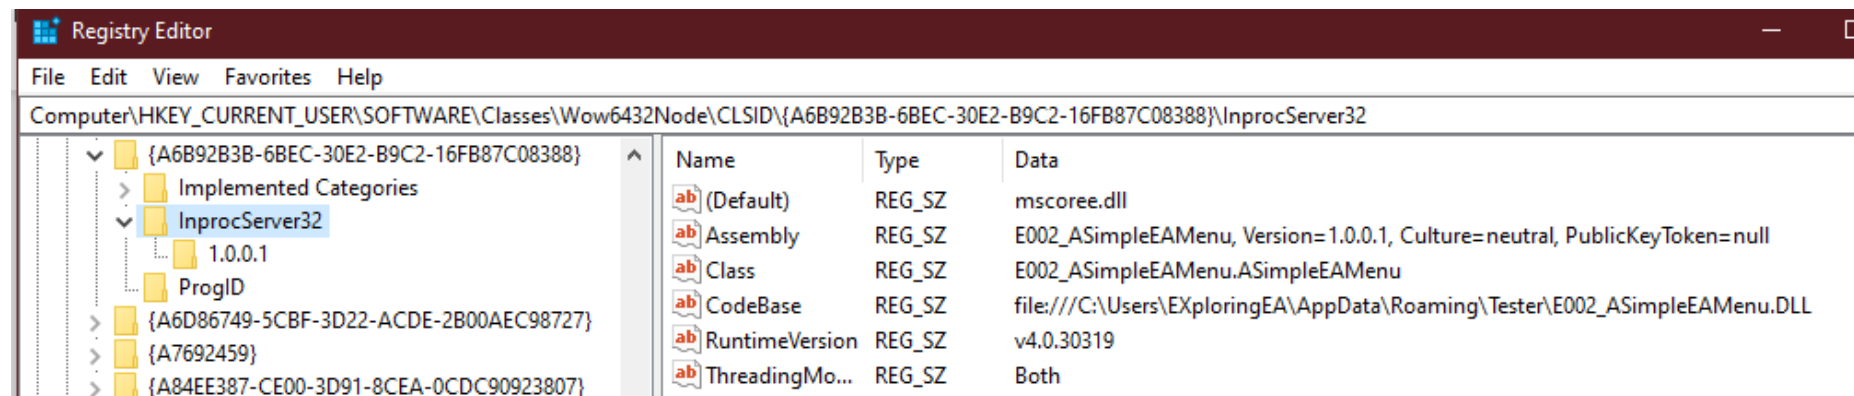 Registry Editor
File Edit View Favorites Help
Computer\HKEY_CURRENT_USER\SOFTWARE\Classes\Wow6432Node\CLSID\{A6B92B3B-6BEC-30E2-B9C2-16FB87C08388}\InprocServer32
{A6B92B3B-6BEC-30E2-B9C2-16FB87C08388}
Implemented Categories
InprocServer32
1.0.0.1
ProgID
{A6D86749-5CBF-3D22-ACDE-2B00AEC98727}
{A7692459}
{A84EE387-CE00-3D91-8CEA-0CDC90923807}
Name Type Data
(Default) REG_SZ mscoree.dll
Assembly REG_SZ E002_ASimpleEAMenu, Version=1.0.0.1, Culture=neutral, PublicKeyToken=null
Class REG_SZ E002_ASimpleEAMenu.ASimpleEAMenu
CodeBase REG_SZ file:///C:\Users\EXploringEA\AppData\Roaming\Tester\E002_ASimpleEAMenu.DLL
RuntimeVersion REG_SZ v4.0.30319
ThreadingMo... REG_SZ Both